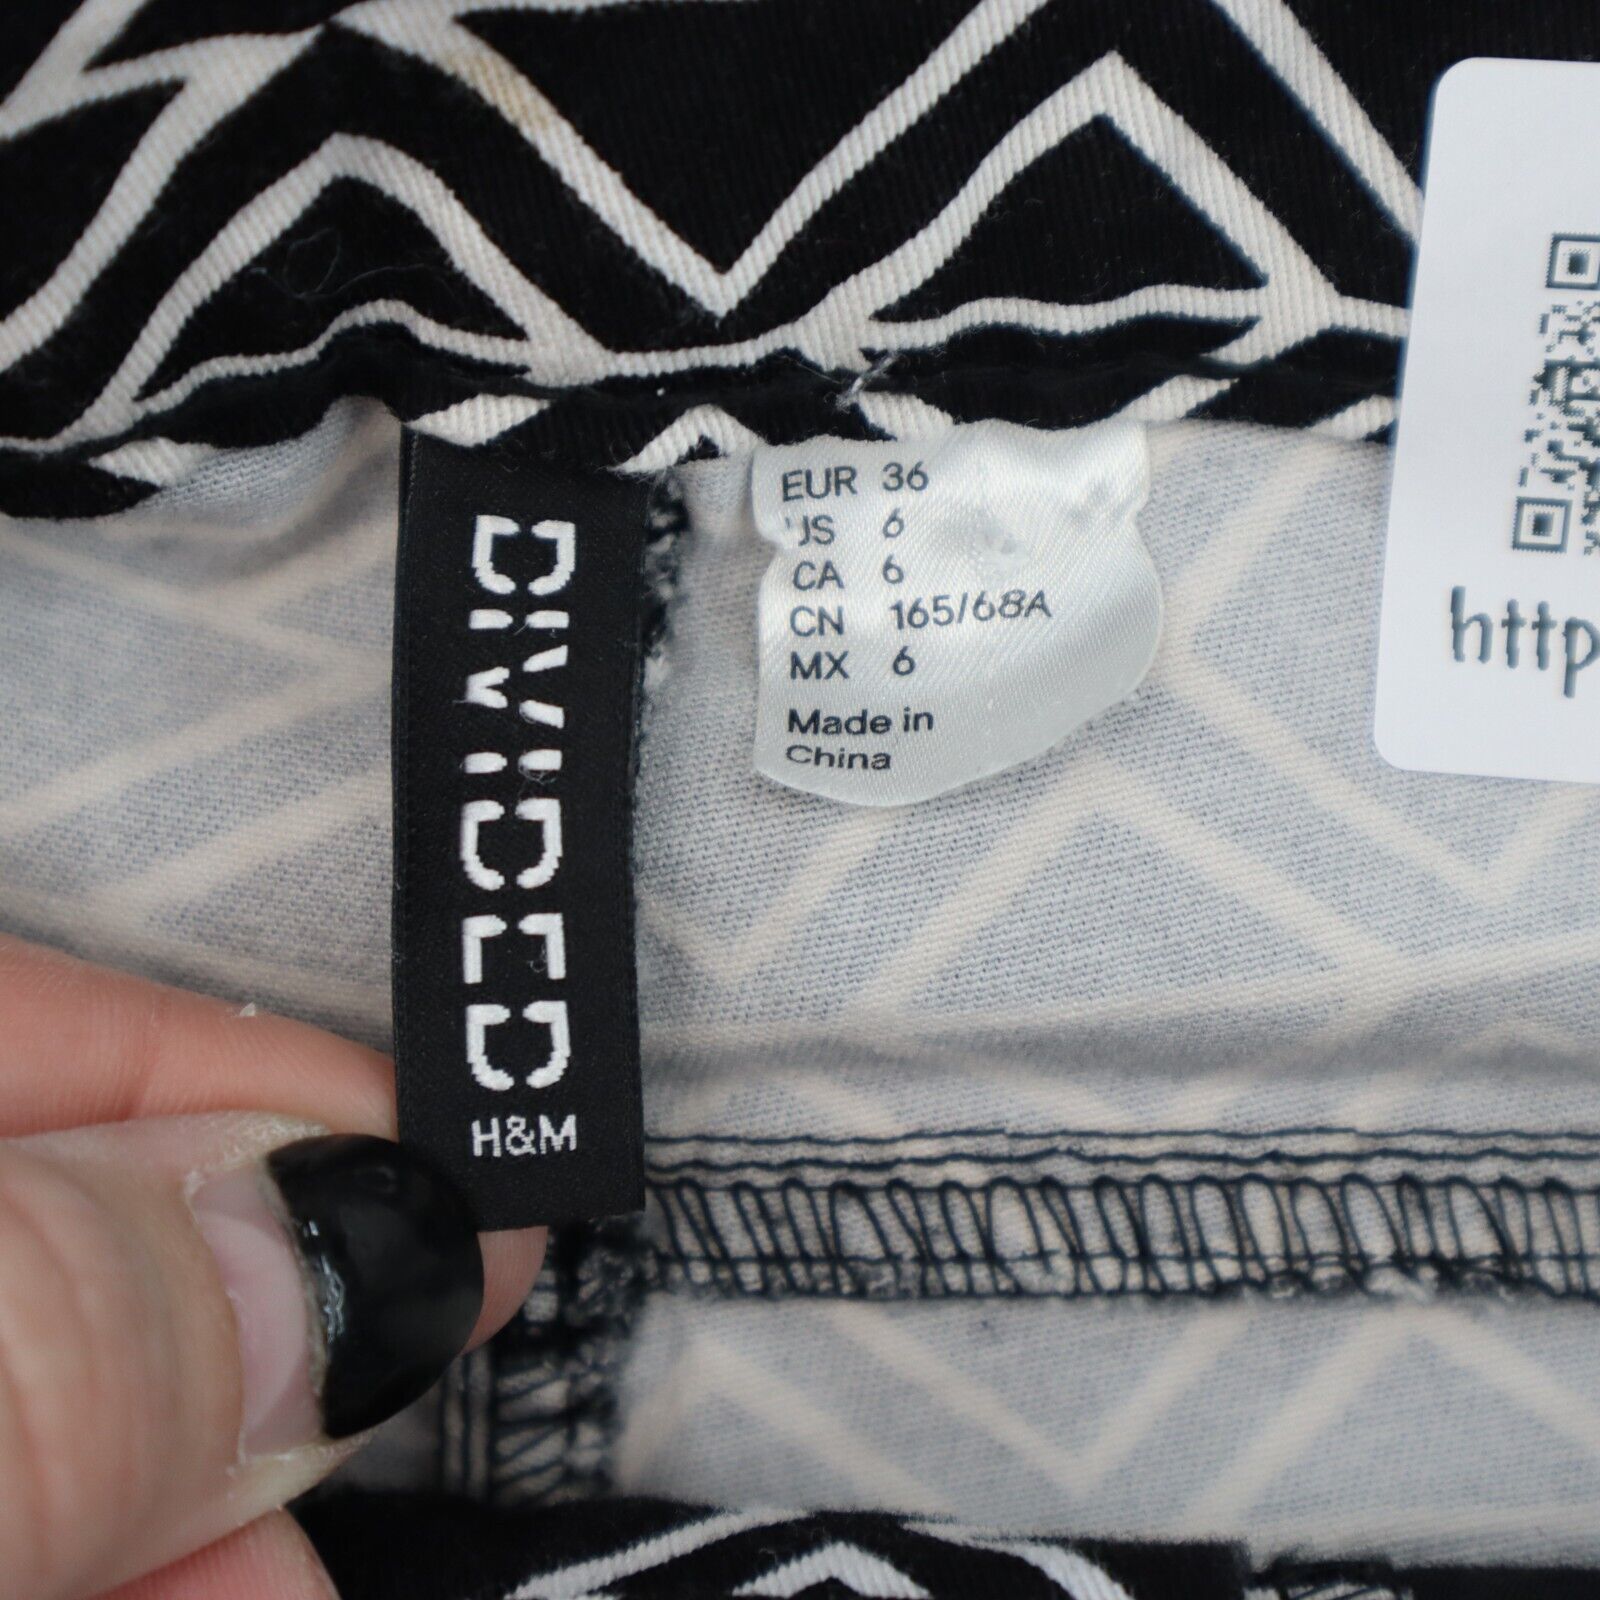 DIVIDED
H&M
EUR 36
US 6
CA 6
CN 165/68A
MX 6
Made in
China
http